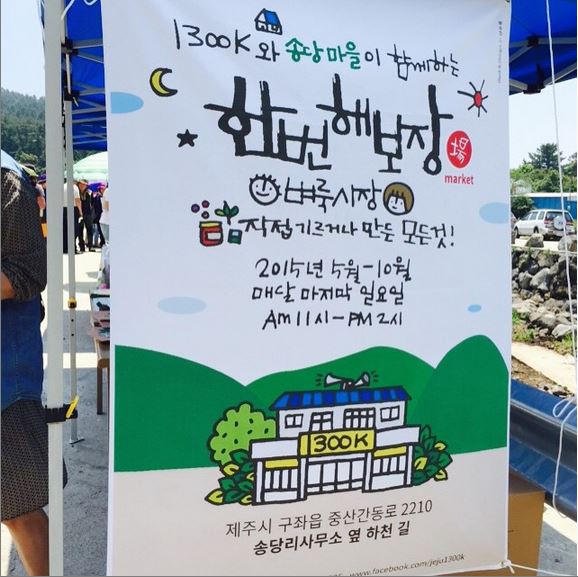 1300K와 송당마을이 함께하는
한번해보장
場
market
벼룩시장
직접 기르거나 만든 모든것!
2015년 5월-10월
매달 마지막 일요일
AM 11시-PM 2시
1300K
제주시 구좌읍 중산간동로 2210
송당리사무소 옆 하천 길
www.facebook.com/jeju1300k